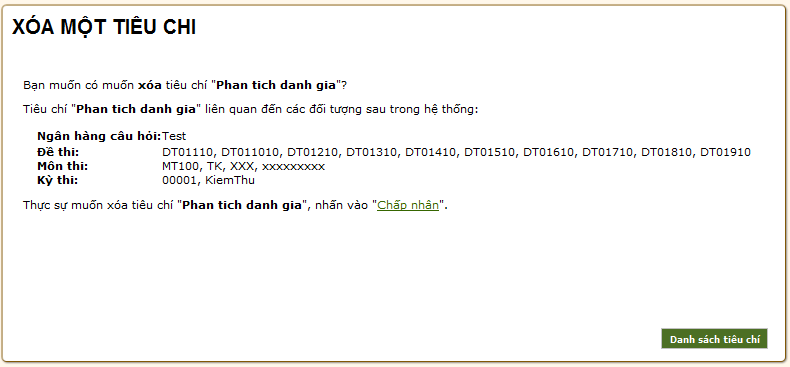 XÓA MỘT TIÊU CHI
Bạn muốn có muốn xóa tiêu chí "Phan tich danh gia"?
Tiêu chí "Phan tich danh gia" liên quan đến các đối tượng sau trong hệ thống:
Ngân hàng câu hỏi: Test
Đề thi: DT01110, DT011010, DT01210, DT01310, DT01410, DT01510, DT01610, DT01710, DT01810, DT01910
Môn thi: MT100, TK, XXX, xxxxxxxxx
Kỳ thi: 00001, KiemThu
Thực sự muốn xóa tiêu chí "Phan tich danh gia", nhấn vào "Chấp nhận".
Danh sách tiêu chí